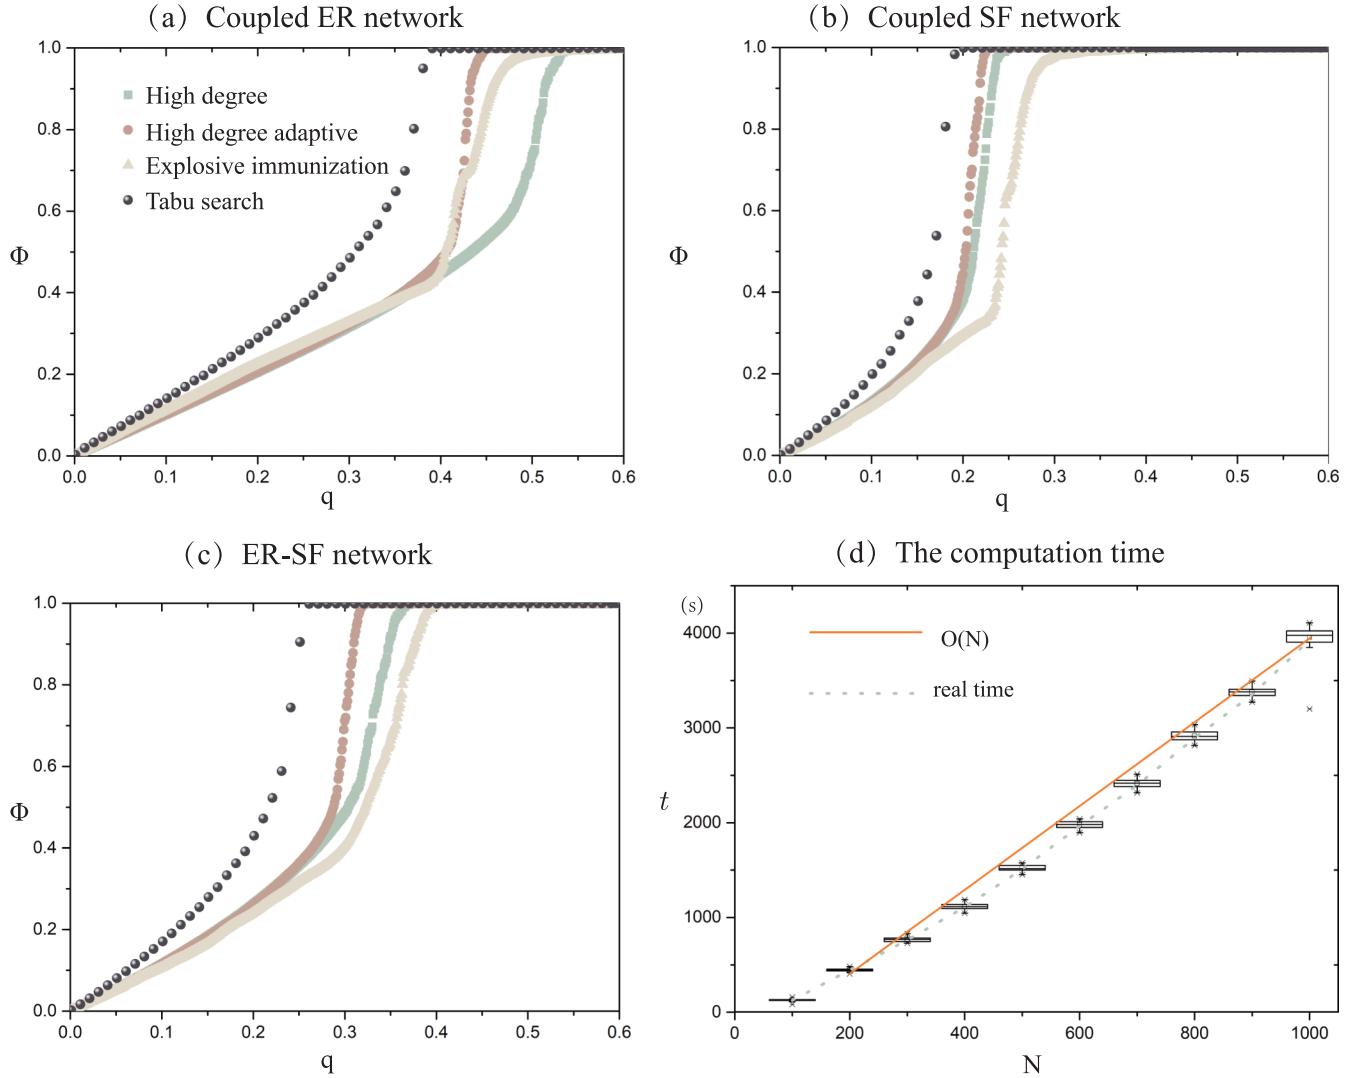 (a) Coupled ER network
1.0
0.8
0.6
0.4
0.2
0.0
Φ
High degree
High degree adaptive
Explosive immunization
Tabu search
0.0 0.1 0.2 0.3 0.4 0.5 0.6
q
(b) Coupled SF network
1.0
0.8
0.6
0.4
0.2
0.0
Φ
0.0 0.1 0.2 0.3 0.4 0.5 0.6
q
(c) ER-SF network
1.0
0.8
0.6
0.4
0.2
0.0
Φ
0.0 0.1 0.2 0.3 0.4 0.5 0.6
q
(d) The computation time
(s)
4000
3000
2000
1000
0
t
O(N)
real time
0 200 400 600 800 1000
N